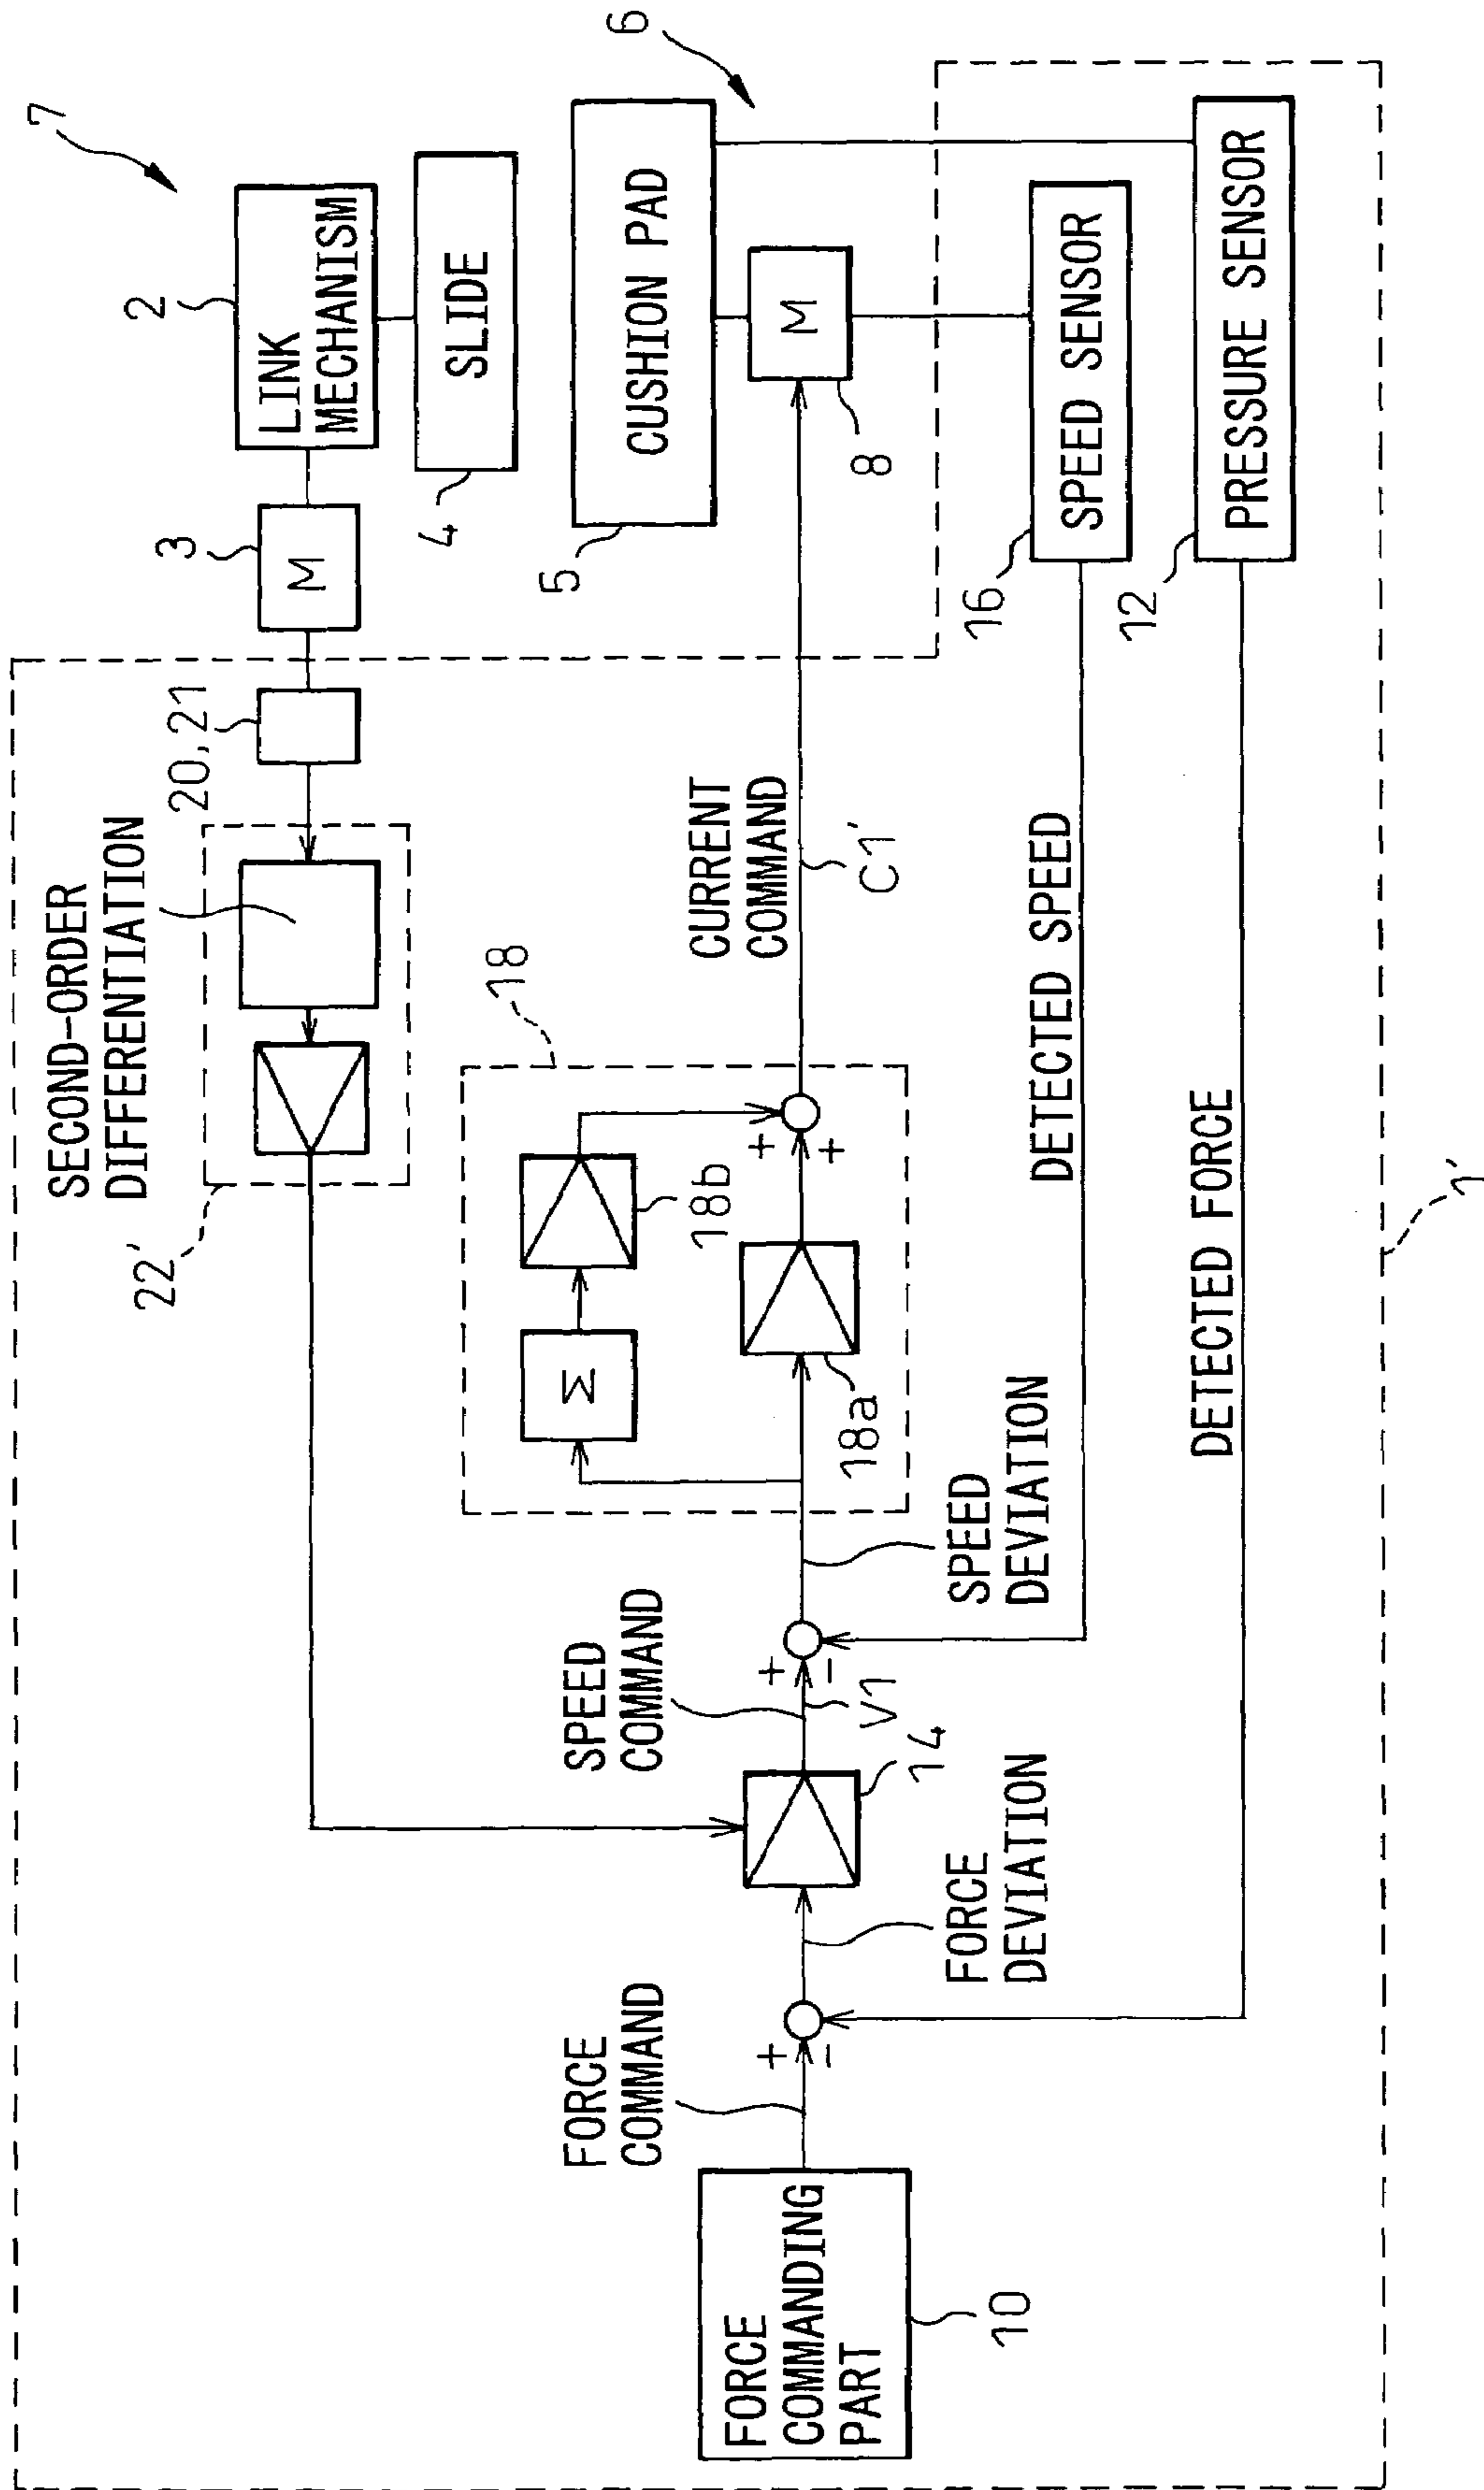 7
6
2
LINK
MECHANISM
3
M
20,21
SECOND-ORDER
DIFFERENTIATION
22'
4
SLIDE
5
CUSHION PAD
M
8
CURRENT
COMMAND
C1'
18
18b
Σ
18a
+
+
SPEED
DEVIATION
SPEED
COMMAND
+
-
V1
14
FORCE
DEVIATION
FORCE
COMMAND
+
-
FORCE
COMMANDING
PART
10
16
SPEED SENSOR
DETECTED SPEED
12
PRESSURE SENSOR
DETECTED FORCE
1'